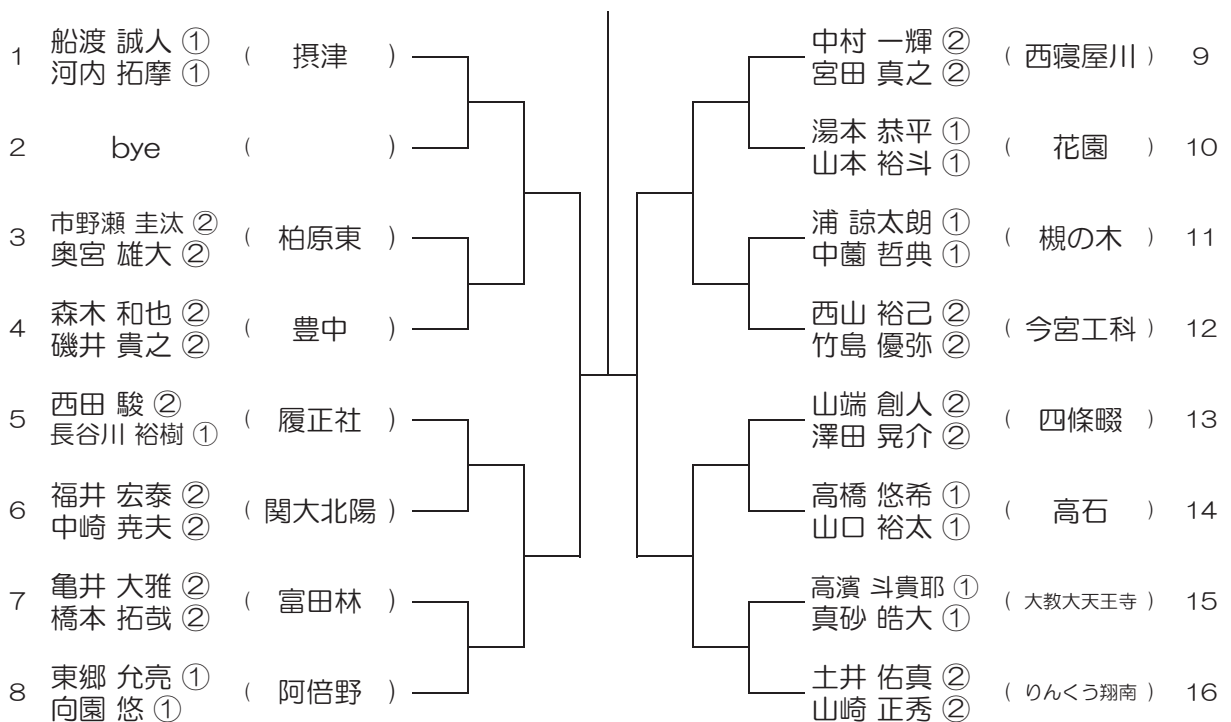 1 船渡 誠人 ① ( 摂津 )
河内 拓摩 ①
2 bye ( )
3 市野瀬 圭汰 ② ( 柏原東 )
奥宮 雄大 ②
4 森木 和也 ② ( 豊中 )
磯井 貴之 ②
5 西田 駿 ② ( 履正社 )
長谷川 裕樹 ①
6 福井 宏泰 ② ( 関大北陽 )
中崎 尭夫 ②
7 亀井 大雅 ② ( 富田林 )
橋本 拓哉 ②
8 東郷 允亮 ① ( 阿倍野 )
向園 悠 ①
中村 一輝 ② ( 西寝屋川 ) 9
宮田 真之 ②
湯本 恭平 ① ( 花園 ) 10
山本 裕斗 ①
浦 諒太朗 ① ( 槻の木 ) 11
中薗 哲典 ①
西山 裕己 ② ( 今宮工科 ) 12
竹島 優弥 ②
山端 創人 ② ( 四條畷 ) 13
澤田 晃介 ②
高橋 悠希 ① ( 高石 ) 14
山口 裕太 ①
高濱 斗貴耶 ① ( 大教大天王寺 ) 15
真砂 皓大 ①
土井 佑真 ② ( りんくう翔南 ) 16
山崎 正秀 ②